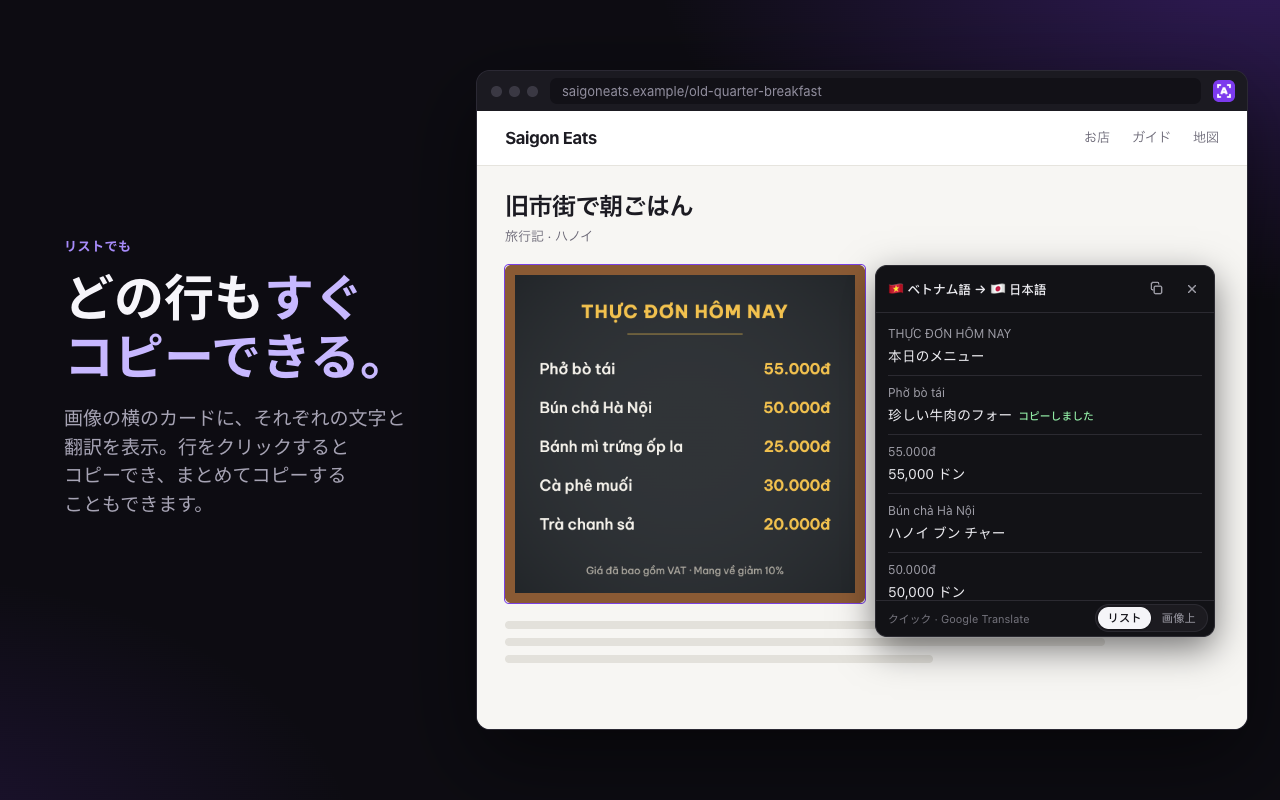 リストでも
どの行もすぐ
コピーできる。
画像の横のカードに、それぞれの文字と
翻訳を表示。行をクリックすると
コピーでき、まとめてコピーする
こともできます。
saigoneats.example/old-quarter-breakfast
Saigon Eats
お店 ガイド 地図
旧市街で朝ごはん
旅行記 · ハノイ
THỰC ĐƠN HÔM NAY
Phở bò tái 55.000đ
Bún chả Hà Nội 50.000đ
Bánh mì trứng ốp la 25.000đ
Cà phê muối 30.000đ
Trà chanh sả 20.000đ
Giá đã bao gồm VAT · Mang về giảm 10%
ベトナム語 → 日本語
THỰC ĐƠN HÔM NAY
本日のメニュー
Phở bò tái
珍しい牛肉のフォー コピーしました
55.000đ
55,000 ドン
Bún chả Hà Nội
ハノイ ブン チャー
50.000đ
50,000 ドン
クイック · Google Translate
リスト 画像上